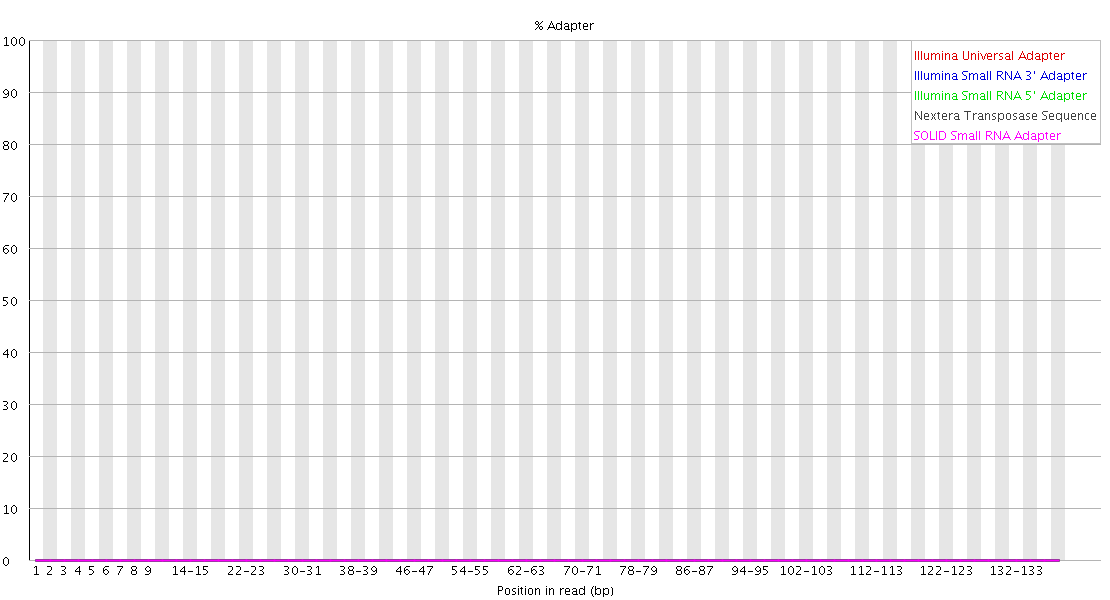 % Adapter
100
90
80
70
60
50
40
30
20
10
0
Illumina Universal Adapter
Illumina Small RNA 3' Adapter
Illumina Small RNA 5' Adapter
Nextera Transposase Sequence
SOLID Small RNA Adapter
1 2 3 4 5 6 7 8 9 14-15 22-23 30-31 38-39 46-47 54-55 62-63 70-71 78-79 86-87 94-95 102-103 112-113 122-123 132-133
Position in read (bp)